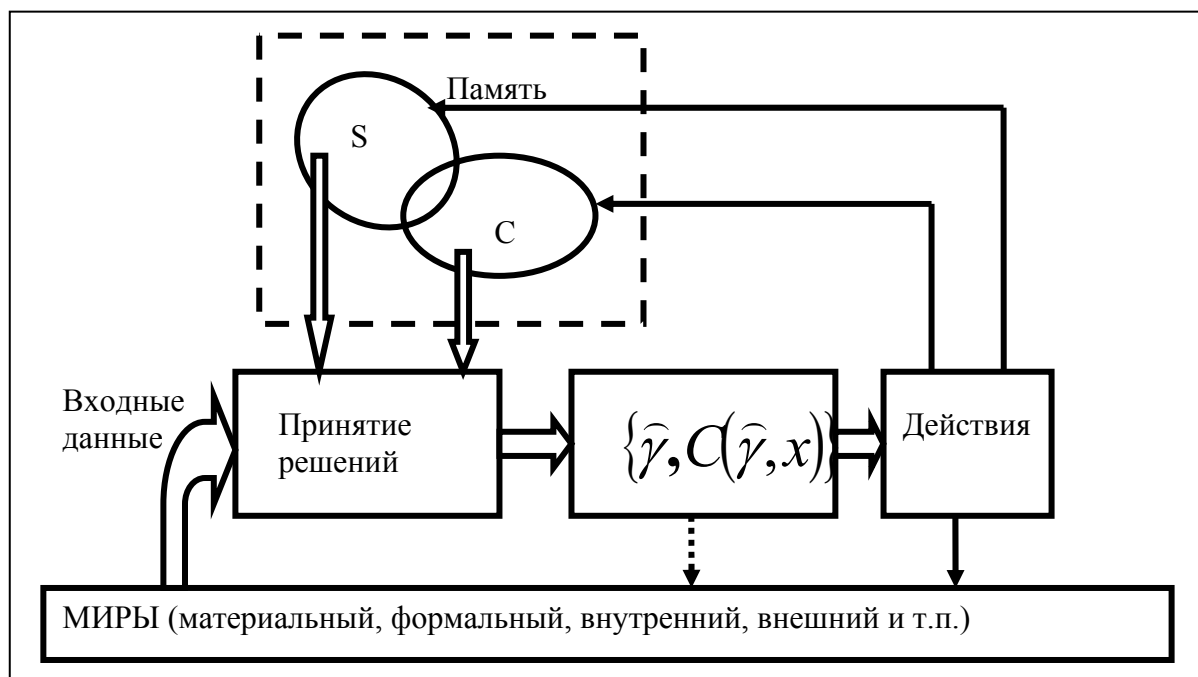 Память
S
C
Входные
данные
Принятие
решений
{γ̂, C(γ̂, x)}
Действия
МИРЫ (материальный, формальный, внутренний, внешний и т.п.)